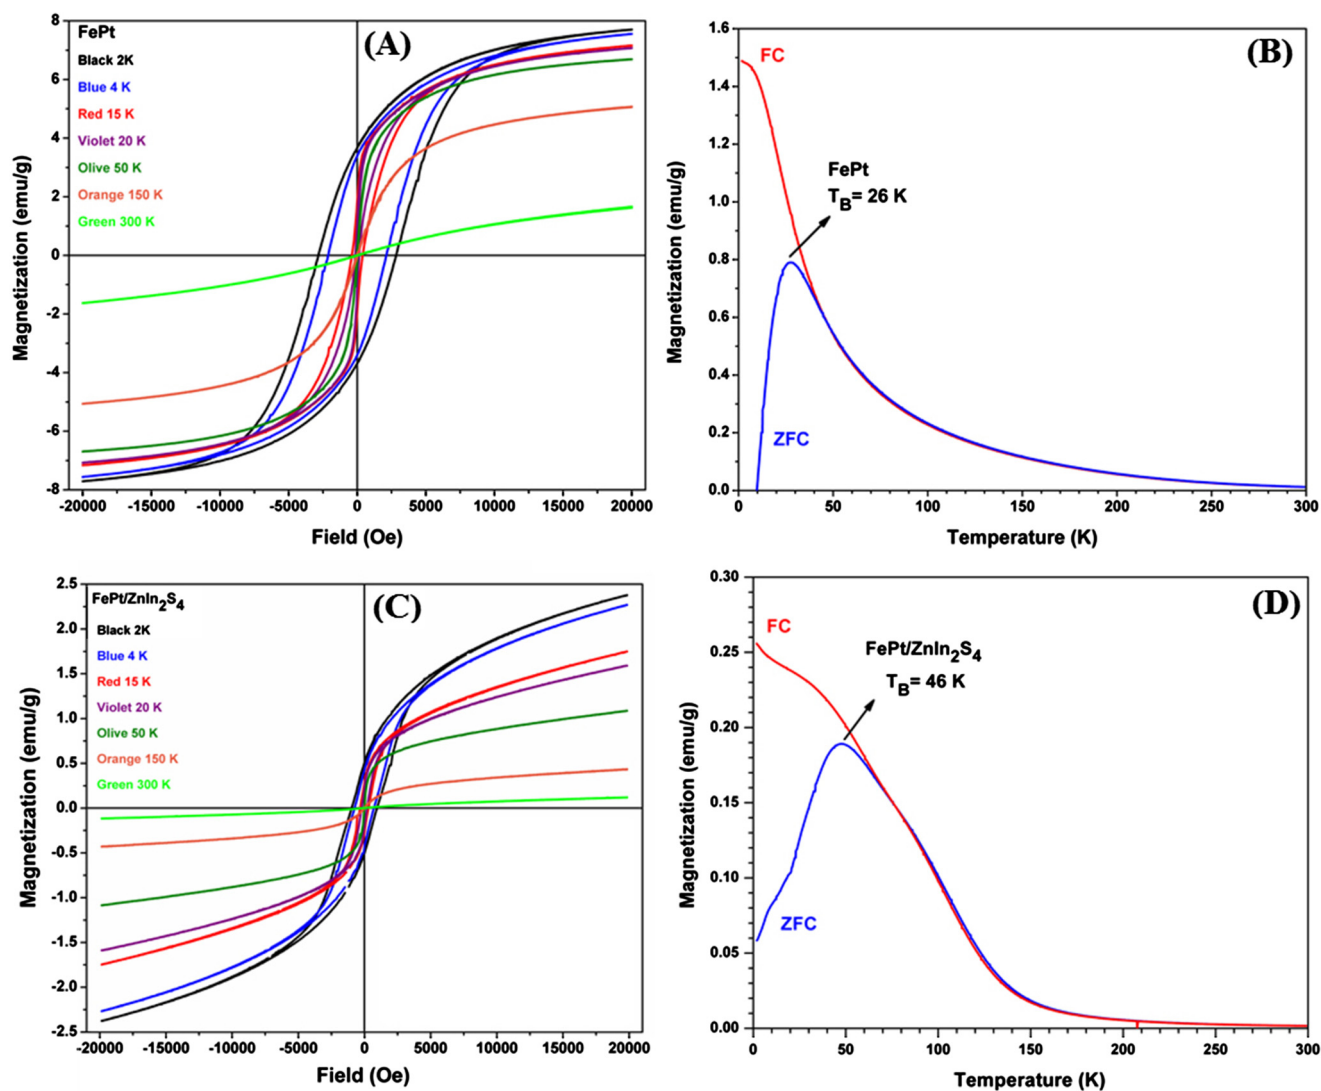 (A)
FePt
Black 2K
Blue 4 K
Red 15 K
Violet 20 K
Olive 50 K
Orange 150 K
Green 300 K
Magnetization (emu/g)
8
6
4
2
0
-2
-4
-6
-8
-20000 -15000 -10000 -5000 0 5000 10000 15000 20000
Field (Oe)
(B)
FC
FePt
T_B= 26 K
ZFC
Magnetization (emu/g)
1.6
1.4
1.2
1.0
0.8
0.6
0.4
0.2
0.0
0 50 100 150 200 250 300
Temperature (K)
(C)
FePt/ZnIn2S4
Black 2K
Blue 4 K
Red 15 K
Violet 20 K
Olive 50 K
Orange 150 K
Green 300 K
Magnetization (emu/g)
2.5
2.0
1.5
1.0
0.5
0.0
-0.5
-1.0
-1.5
-2.0
-2.5
-20000 -15000 -10000 -5000 0 5000 10000 15000 20000
Field (Oe)
(D)
FC
FePt/ZnIn2S4
T_B= 46 K
ZFC
Magnetization (emu/g)
0.30
0.25
0.20
0.15
0.10
0.05
0.00
0 50 100 150 200 250 300
Temperature (K)